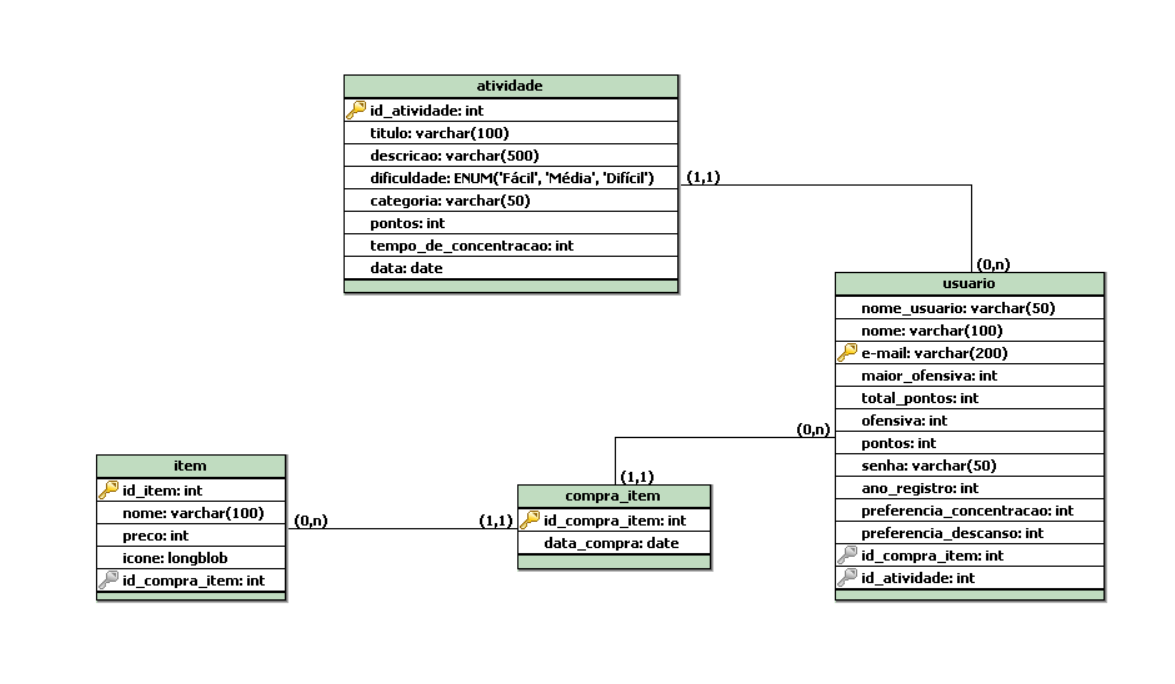 atividade
id_atividade: int
titulo: varchar(100)
descricao: varchar(500)
dificuldade: ENUM('Fácil', 'Média', 'Difícil')
categoria: varchar(50)
pontos: int
tempo_de_concentracao: int
data: date
(1,1)
(0,n)
usuario
nome_usuario: varchar(50)
nome: varchar(100)
e-mail: varchar(200)
maior_ofensiva: int
total_pontos: int
ofensiva: int
pontos: int
senha: varchar(50)
ano_registro: int
preferencia_concentracao: int
preferencia_descanso: int
id_compra_item: int
id_atividade: int
(0,n)
(1,1)
compra_item
id_compra_item: int
data_compra: date
(1,1)
(0,n)
item
id_item: int
nome: varchar(100)
preco: int
icone: longblob
id_compra_item: int